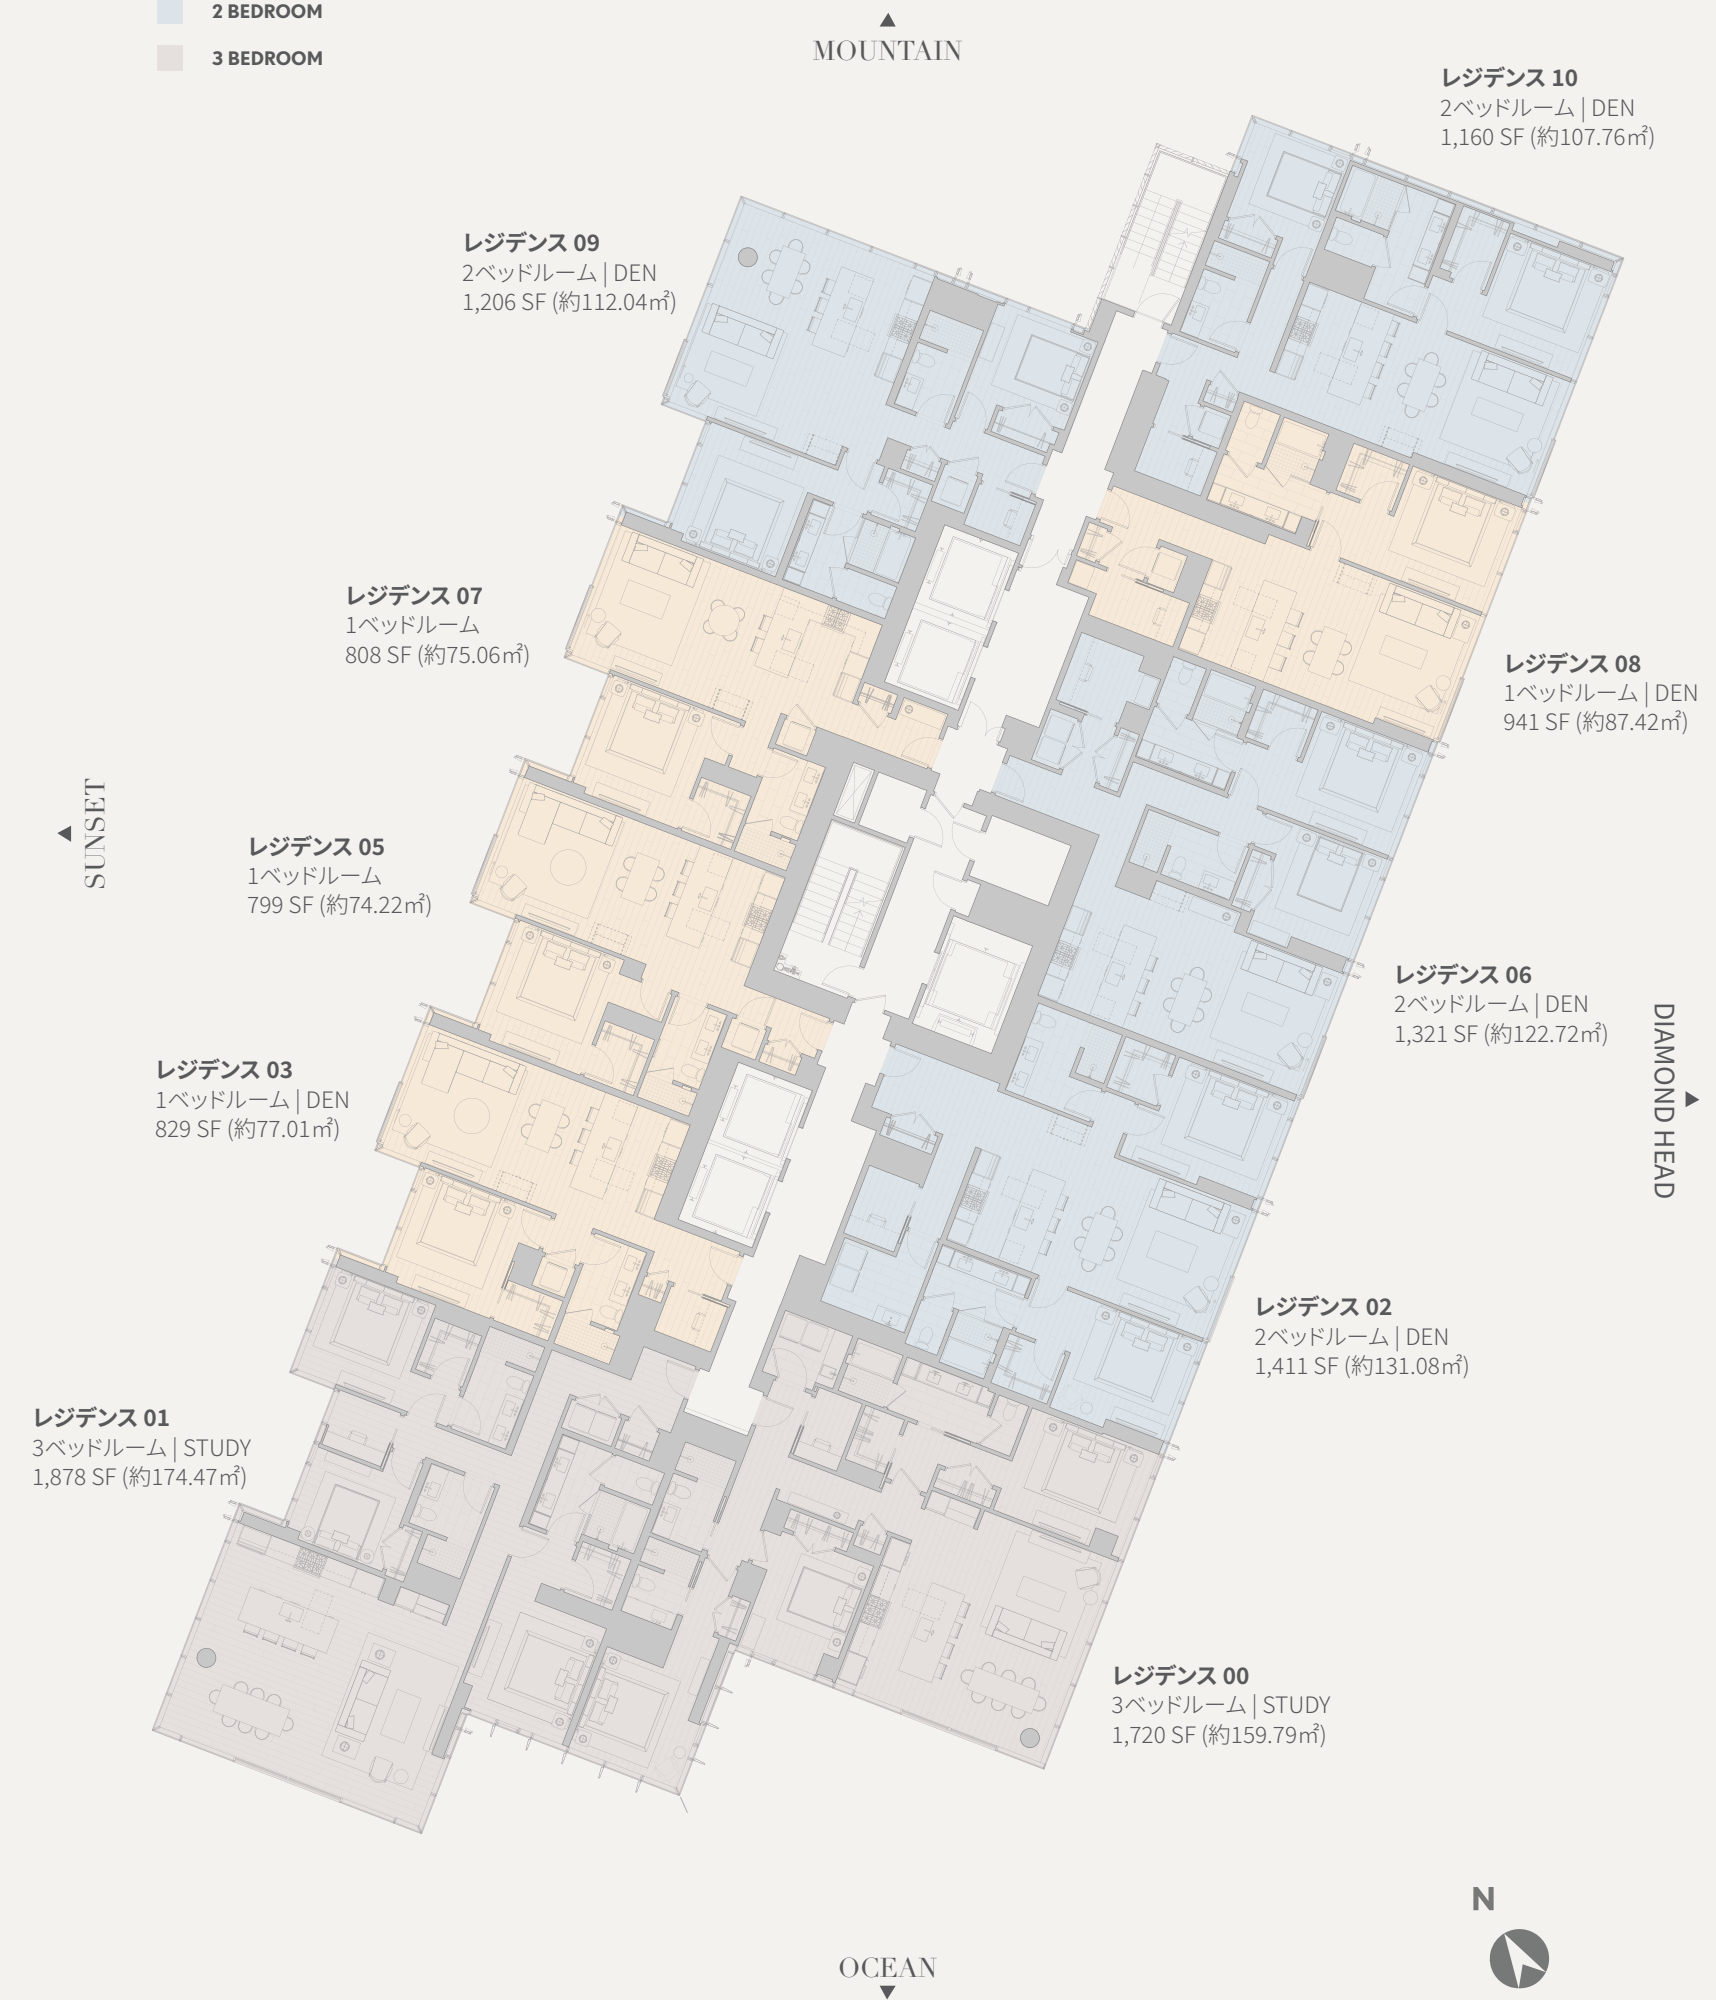 2 BEDROOM
3 BEDROOM
MOUNTAIN
レジデンス 10
2ベッドルーム | DEN
1,160 SF (約107.76㎡)
レジデンス 09
2ベッドルーム | DEN
1,206 SF (約112.04㎡)
レジデンス 07
1ベッドルーム
808 SF (約75.06㎡)
レジデンス 08
1ベッドルーム | DEN
941 SF (約87.42㎡)
SUNSET
レジデンス 05
1ベッドルーム
799 SF (約74.22㎡)
レジデンス 06
2ベッドルーム | DEN
1,321 SF (約122.72㎡)
DIAMOND HEAD
レジデンス 03
1ベッドルーム | DEN
829 SF (約77.01㎡)
レジデンス 02
2ベッドルーム | DEN
1,411 SF (約131.08㎡)
レジデンス 01
3ベッドルーム | STUDY
1,878 SF (約174.47㎡)
レジデンス 00
3ベッドルーム | STUDY
1,720 SF (約159.79㎡)
N
OCEAN